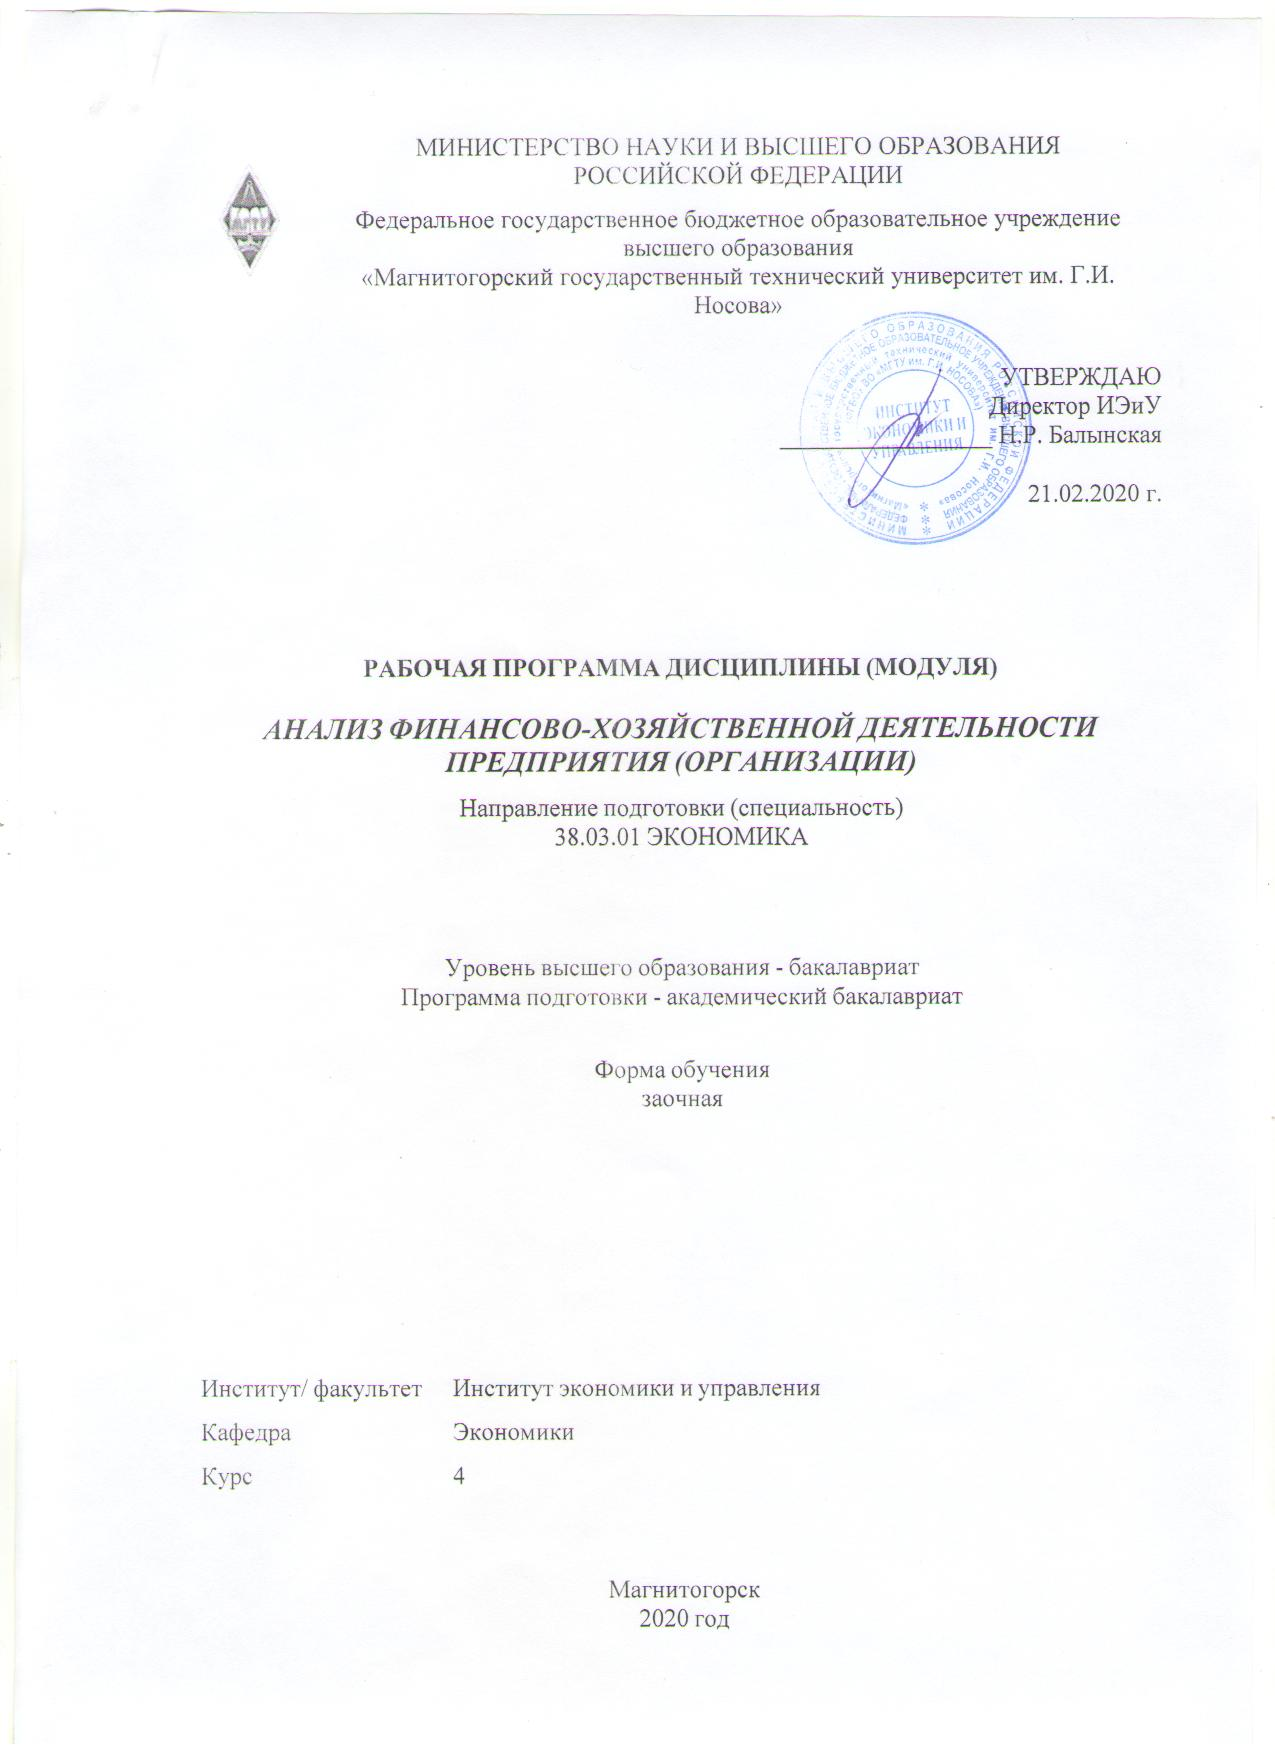 МИНИСТЕРСТВО НАУКИ И ВЫСШЕГО ОБРАЗОВАНИЯ
РОССИЙСКОЙ ФЕДЕРАЦИИ
Федеральное государственное бюджетное образовательное учреждение
высшего образования
«Магнитогорский государственный технический университет им. Г.И.
Носова»
УТВЕРЖДАЮ
Директор ИЭиУ
Н.Р. Балынская
21.02.2020 г.
ИНСТИТУТ
ЭКОНОМИКИ И
УПРАВЛЕНИЯ
РАБОЧАЯ ПРОГРАММА ДИСЦИПЛИНЫ (МОДУЛЯ)
АНАЛИЗ ФИНАНСОВО-ХОЗЯЙСТВЕННОЙ ДЕЯТЕЛЬНОСТИ
ПРЕДПРИЯТИЯ (ОРГАНИЗАЦИИ)
Направление подготовки (специальность)
38.03.01 ЭКОНОМИКА
Уровень высшего образования - бакалавриат
Программа подготовки - академический бакалавриат
Форма обучения
заочная
Институт/ факультет Институт экономики и управления
Кафедра Экономики
Курс 4
Магнитогорск
2020 год